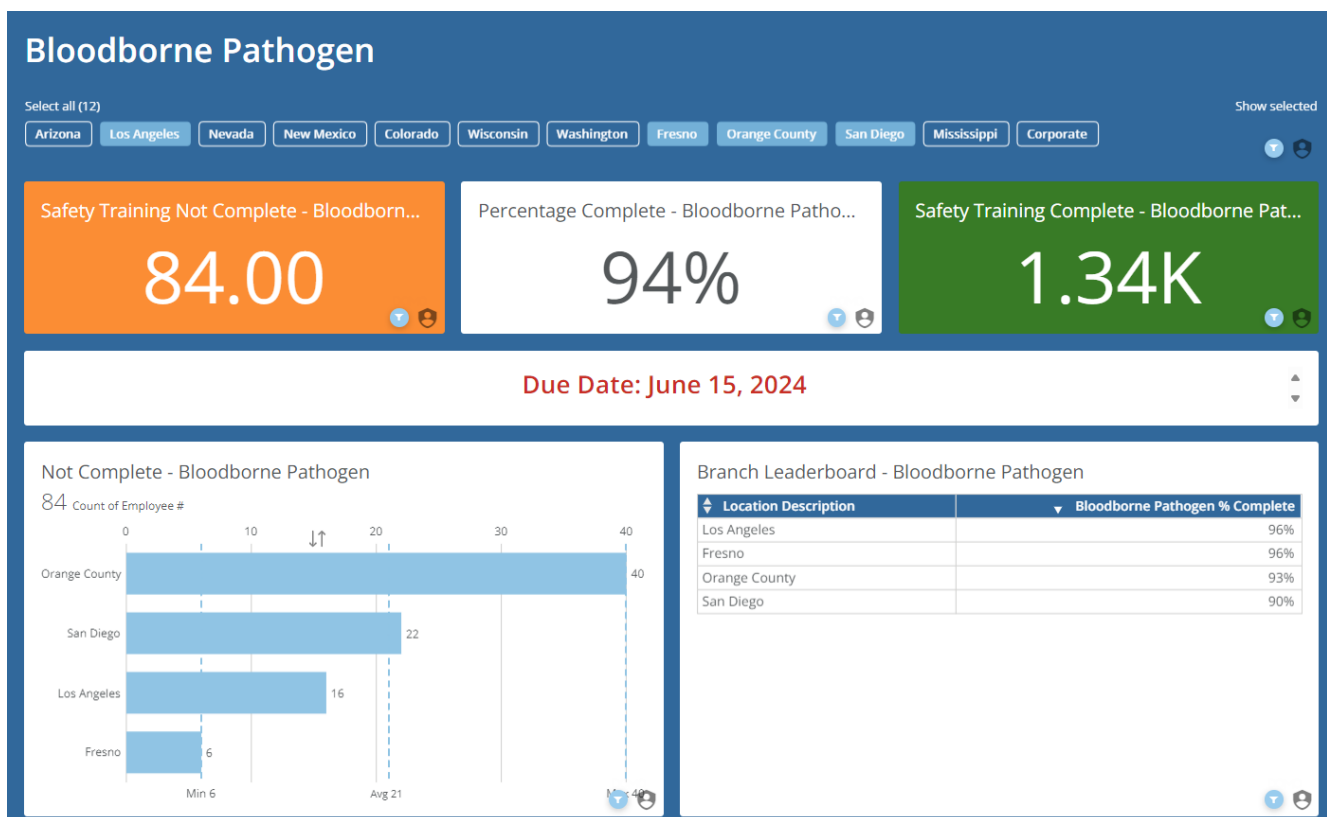 Bloodborne Pathogen
Select all (12)
Show selected
Arizona Los Angeles Nevada New Mexico Colorado Wisconsin Washington Fresno Orange County San Diego Mississippi Corporate
Safety Training Not Complete - Bloodborn...
84.00
Percentage Complete - Bloodborne Patho...
94%
Safety Training Complete - Bloodborne Pat...
1.34K
Due Date: June 15, 2024
Not Complete - Bloodborne Pathogen
84 Count of Employee #
0 10 20 30 40
Orange County 40
San Diego 22
Los Angeles 16
Fresno 6
Min 6 Avg 21
Branch Leaderboard - Bloodborne Pathogen
Location Description Bloodborne Pathogen % Complete
Los Angeles 96%
Fresno 96%
Orange County 93%
San Diego 90%